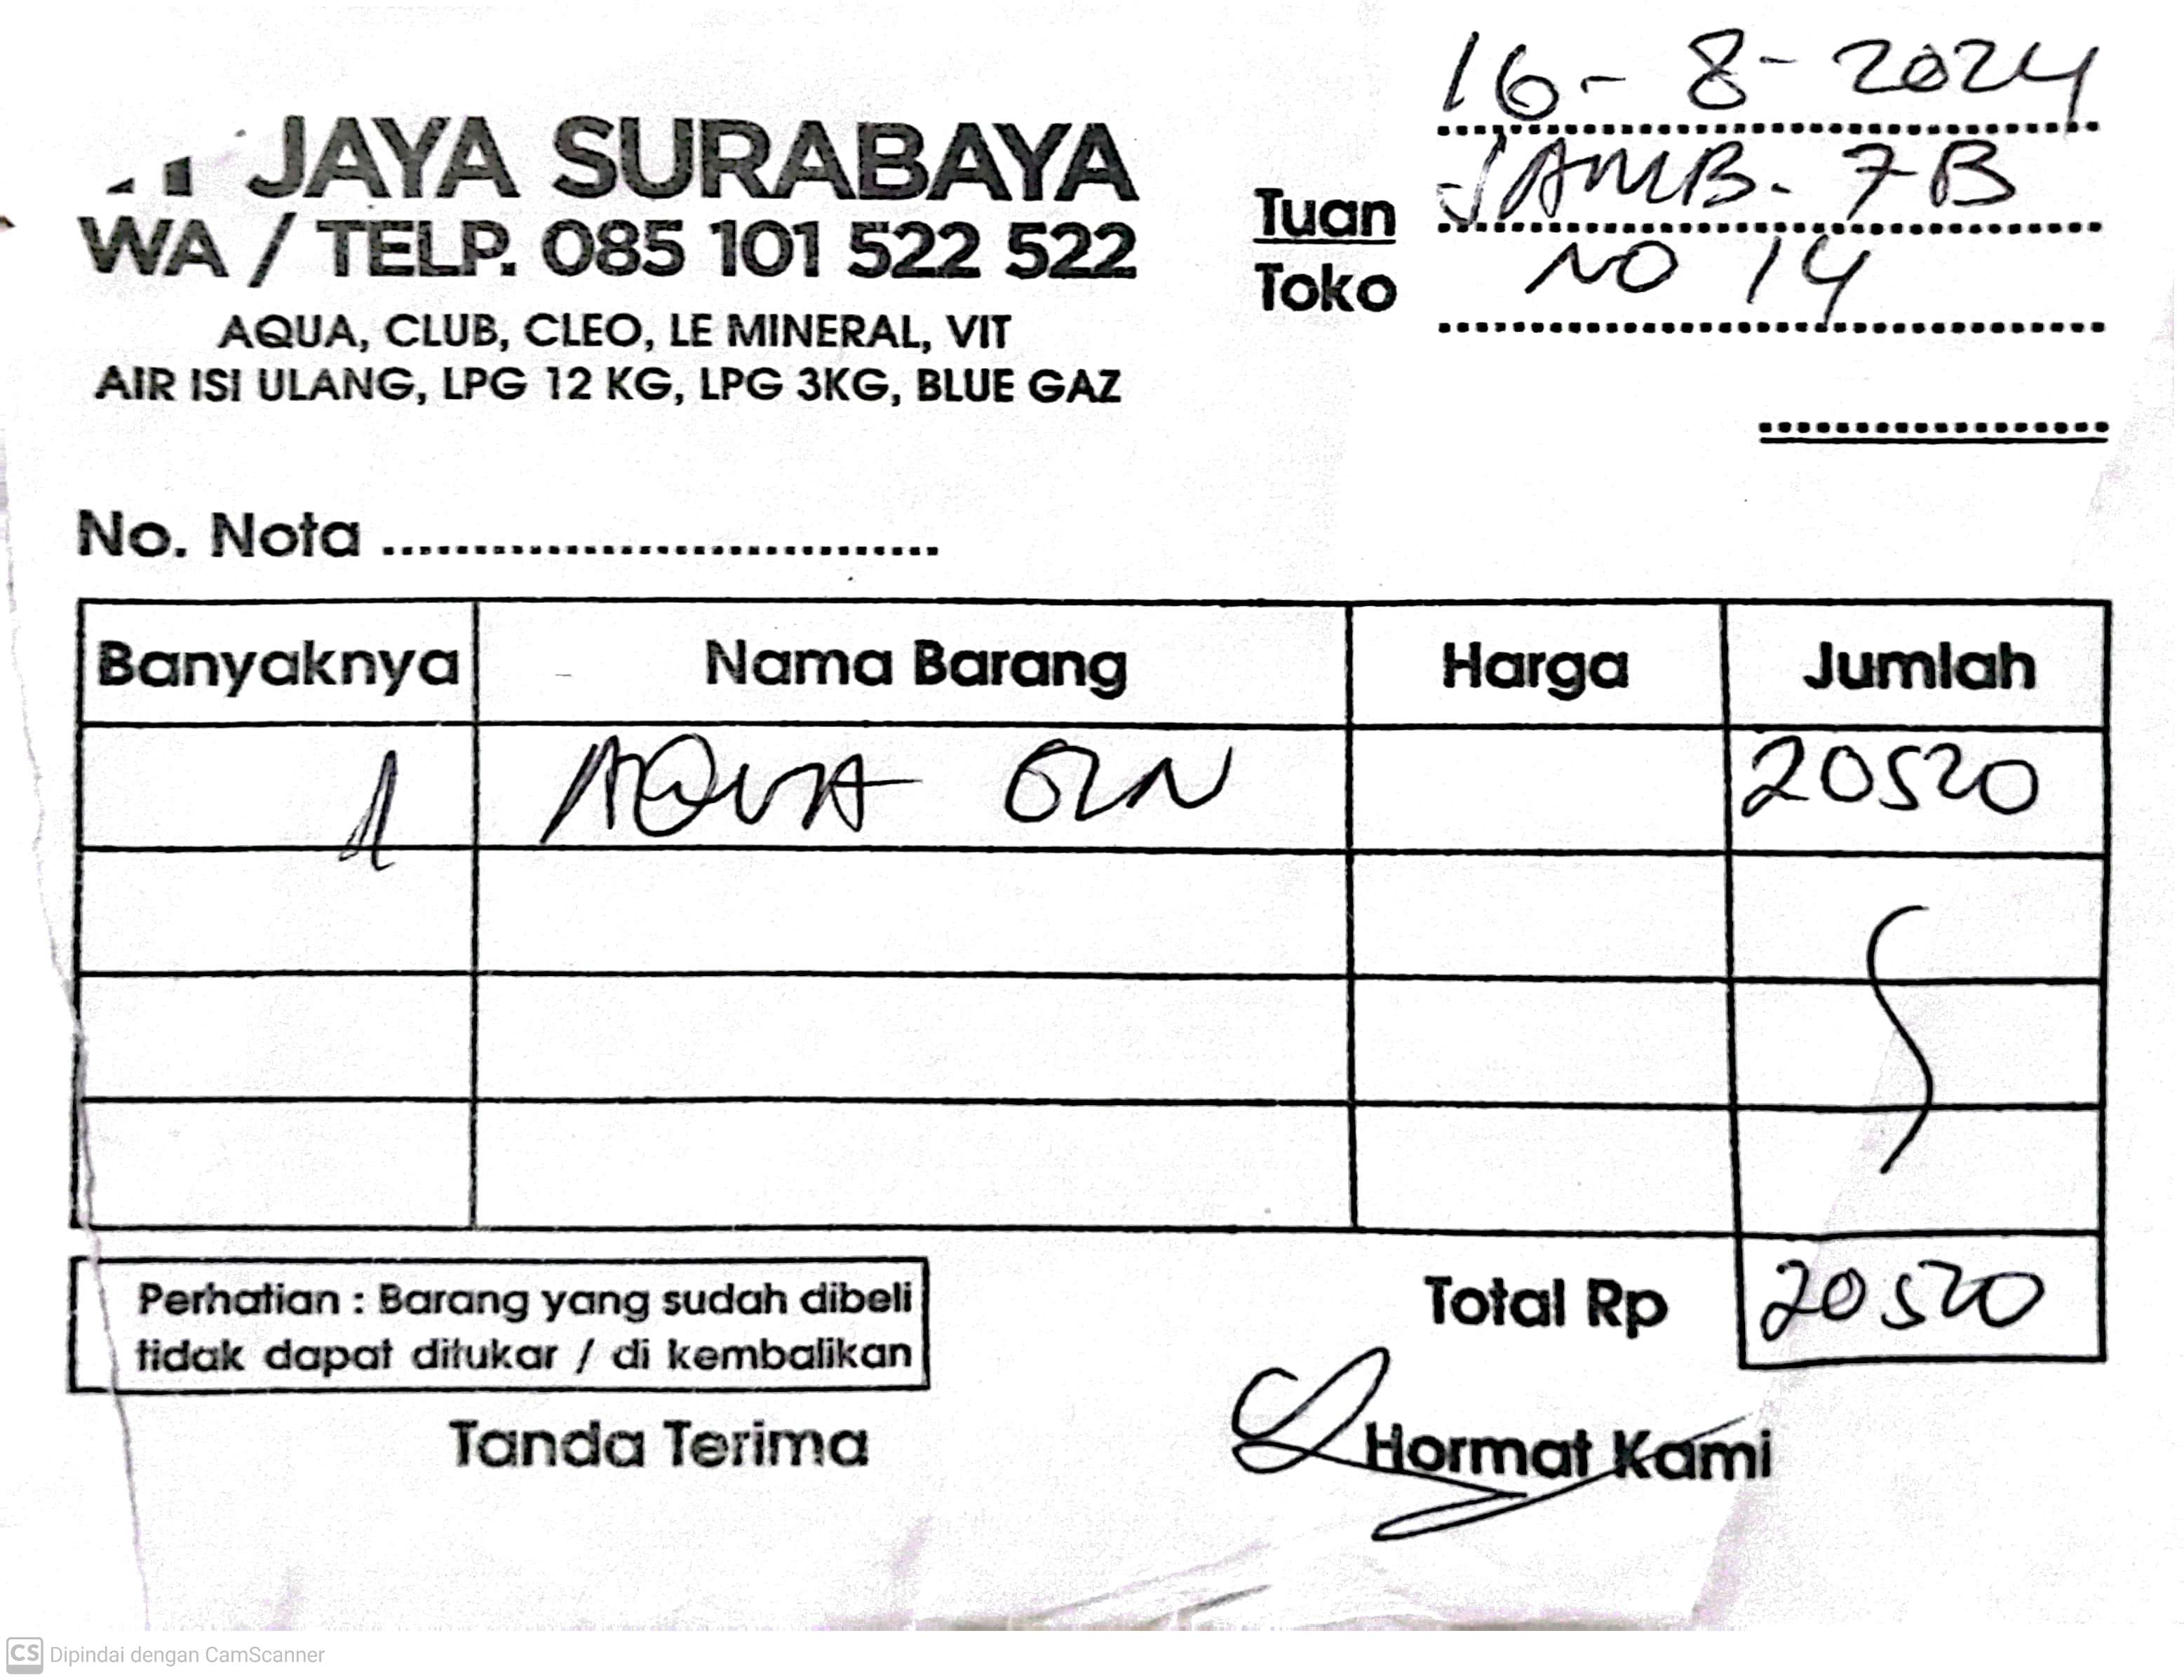 JAYA SURABAYA
WA / TELP. 085 101 522 522
AQUA, CLUB, CLEO, LE MINERAL, VIT
AIR ISI ULANG, LPG 12 KG, LPG 3KG, BLUE GAZ
16 - 8 - 2024
Tuan JAMB. 7B
Toko NO 14
No. Nota ...............................
Banyaknya Nama Barang Harga Jumlah
1 AQUA GLN 20520
Perhatian : Barang yang sudah dibeli
tidak dapat ditukar / di kembalikan
Total Rp 20520
Tanda Terima
Hormat Kami
CS Dipindai dengan CamScanner